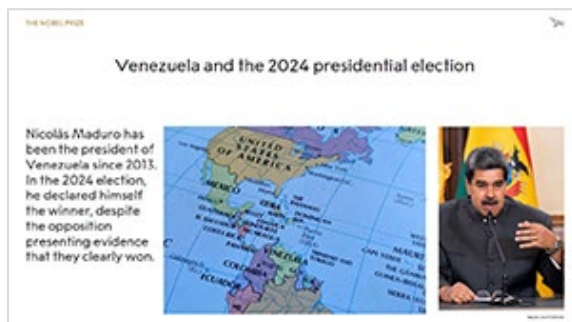 THE NOBEL PRIZE
Venezuela and the 2024 presidential election
Nicolás Maduro has
been the president of
Venezuela since 2013.
In the 2024 election,
he declared himself
the winner, despite
the opposition
presenting evidence
that they clearly won.
UNITED
STATES
OF AMERICA
MEXICO
CUBA
VENEZUELA
COLOMBIA
ECUADOR